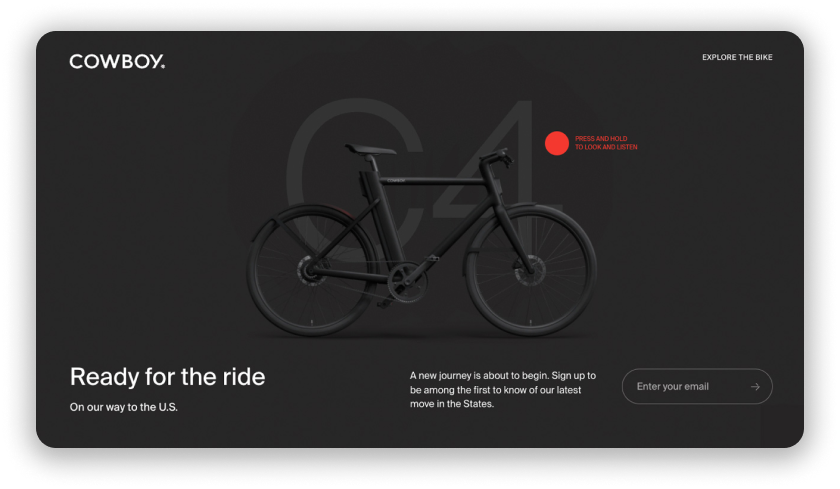 COWBOY.
EXPLORE THE BIKE
C4
PRESS AND HOLD
TO LOOK AND LISTEN
COWBOY
Ready for the ride
On our way to the U.S.
A new journey is about to begin. Sign up to
be among the first to know of our latest
move in the States.
Enter your email